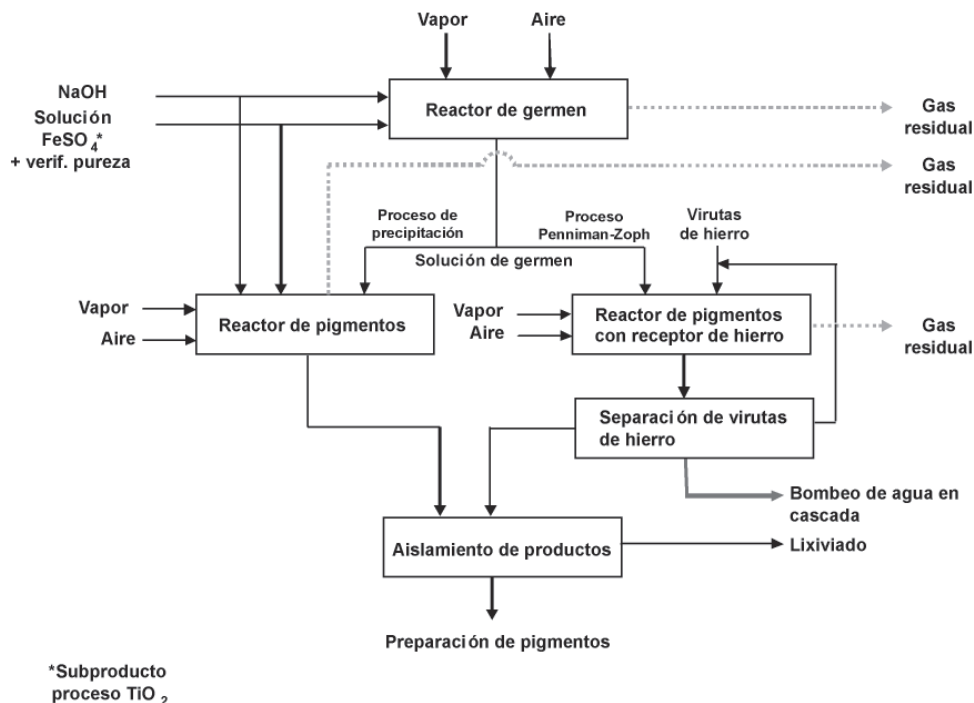 Vapor
Aire
NaOH
Reactor de germen
Gas
residual
Solución
FeSO4*
+ verif. pureza
Gas
residual
Proceso de
precipitación
Proceso
Penniman-Zoph
Virutas
de hierro
Solución de germen
Vapor
Aire
Reactor de pigmentos
Vapor
Aire
Reactor de pigmentos
con receptor de hierro
Gas
residual
Separación de virutas
de hierro
Bombeo de agua en
cascada
Aislamiento de productos
Lixiviado
Preparación de pigmentos
*Subproducto
proceso TiO2